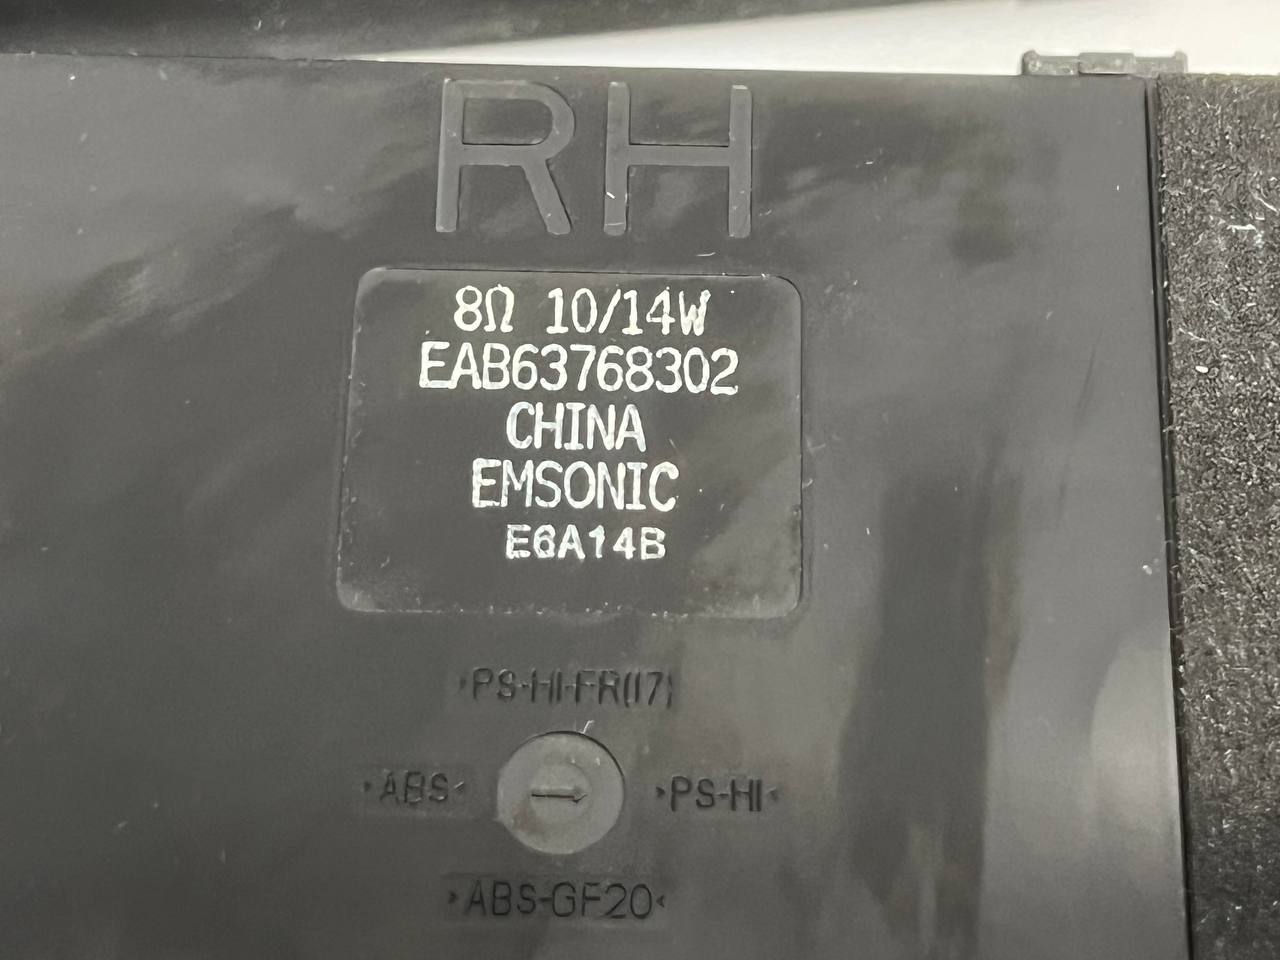 RH
8Ω 10/14W
EAB63768302
CHINA
EMSONIC
E6A14B
>PS-HI-FR(17)
>ABS< >PS-HI<
>ABS-GF20<